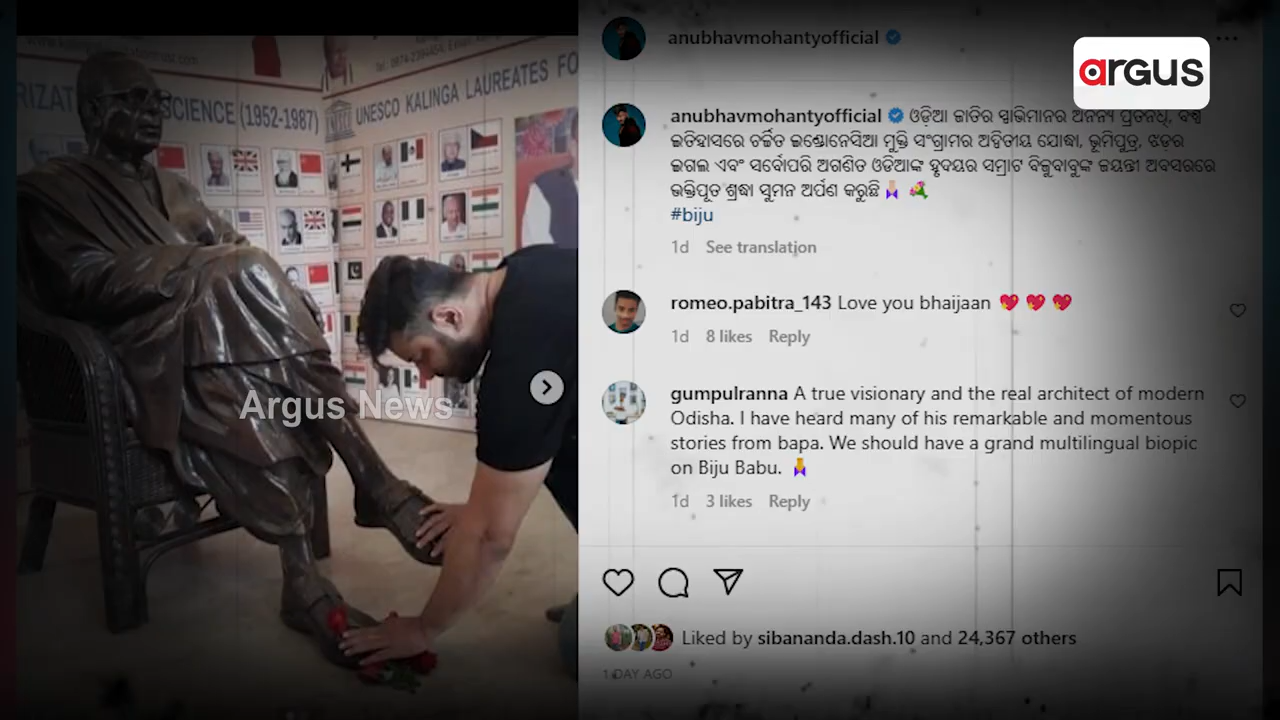 anubhavmohantyofficial
argus
anubhavmohantyofficial ଓଡ଼ିଆ ଜାତିର ସ୍ୱାଭିମାନର ଅନନ୍ୟ ପ୍ରତିନିଧି, ବିଶ୍ୱ
ଇତିହାସରେ ଚର୍ଚ୍ଚିତ ଇଣ୍ଡୋନେସିଆ ମୁକ୍ତି ସଂଗ୍ରାମର ଅଦ୍ୱିତୀୟ ଯୋଦ୍ଧା, ଭୂମିପୁତ୍ର, ଝଡର
ଇଗଲ ଏବଂ ସର୍ବୋପରି ଅଗଣିତ ଓଡିଆଙ୍କ ହୃଦୟର ସମ୍ରାଟ ବିଜୁବାବୁଙ୍କ ଜୟନ୍ତୀ ଅବସରରେ
ଭକ୍ତିପୂତ ଶ୍ରଦ୍ଧା ସୁମନ ଅର୍ପଣ କରୁଛି
#biju
1d See translation
romeo.pabitra_143 Love you bhaijaan 💖 💖 💖
1d 8 likes Reply
gumpulranna A true visionary and the real architect of modern
Odisha. I have heard many of his remarkable and momentous
stories from bapa. We should have a grand multilingual biopic
on Biju Babu.
1d 3 likes Reply
Liked by sibananda.dash.10 and 24,367 others
1 DAY AGO
SCIENCE (1952-1987)
UNESCO KALINGA LAUREATES FO
Argus News